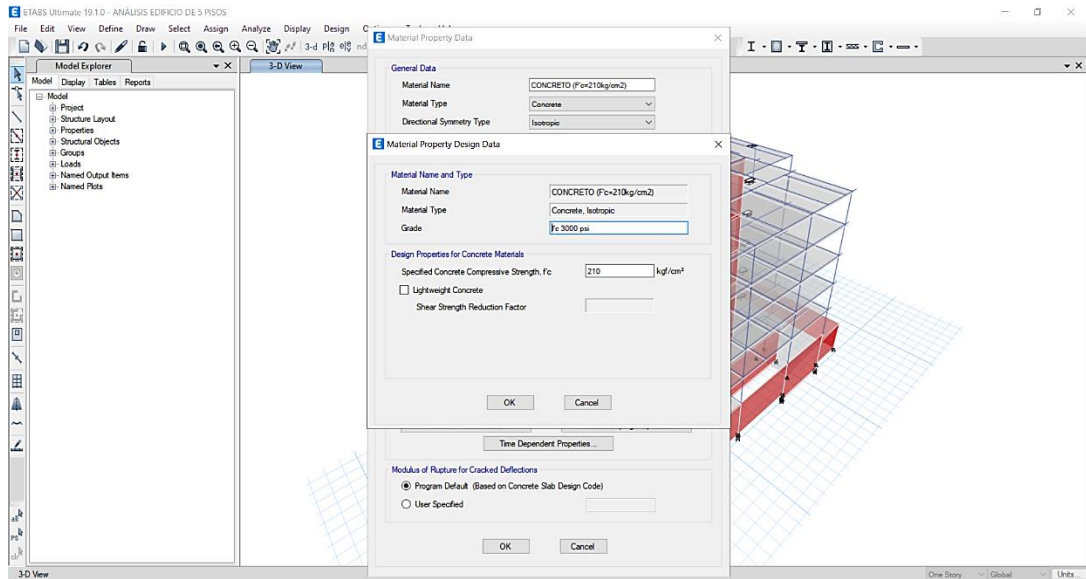 ETABS Ultimate 19.1.0 - ANÁLISIS EDIFICIO DE 5 PISOS
File Edit View Define Draw Select Assign Analyze Display Design
3-d
Model Explorer
3-D View
Model Display Tables Reports
Model
Project
Structure Layout
Properties
Structural Objects
Groups
Loads
Named Output Items
Named Plots
Material Property Data
General Data
Material Name CONCRETO (F'c=210kg/cm2)
Material Type Concrete
Directional Symmetry Type Isotropic
Material Property Design Data
Material Name and Type
Material Name CONCRETO (F'c=210kg/cm2)
Material Type Concrete, Isotropic
Grade f'c 3000 psi
Design Properties for Concrete Materials
Specified Concrete Compressive Strength, f'c 210 kgf/cm²
Lightweight Concrete
Shear Strength Reduction Factor
OK Cancel
Time Dependent Properties...
Modulus of Rupture for Cracked Deflections
Program Default (Based on Concrete Slab Design Code)
User Specified
OK Cancel
3-D View One Story Global Units...